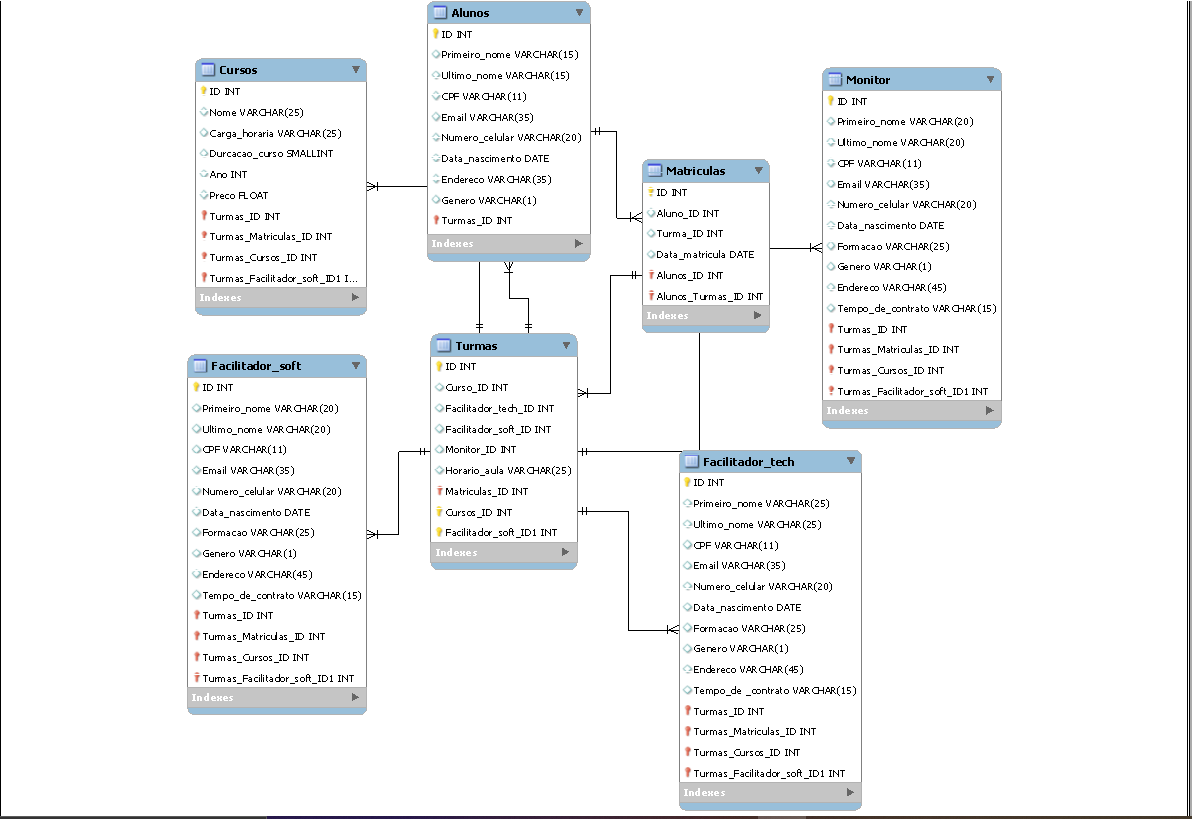 Alunos
ID INT
Primeiro_nome VARCHAR(15)
Ultimo_nome VARCHAR(15)
CPF VARCHAR(11)
Email VARCHAR(35)
Numero_celular VARCHAR(20)
Data_nascimento DATE
Endereco VARCHAR(35)
Genero VARCHAR(1)
Turmas_ID INT
Indexes
Cursos
ID INT
Nome VARCHAR(25)
Carga_horaria VARCHAR(25)
Durcacao_curso SMALLINT
Ano INT
Preco FLOAT
Turmas_ID INT
Turmas_Matriculas_ID INT
Turmas_Cursos_ID INT
Turmas_Facilitador_soft_ID1 I...
Indexes
Monitor
ID INT
Primeiro_nome VARCHAR(20)
Ultimo_nome VARCHAR(20)
CPF VARCHAR(11)
Email VARCHAR(35)
Numero_celular VARCHAR(20)
Data_nascimento DATE
Formacao VARCHAR(25)
Genero VARCHAR(1)
Endereco VARCHAR(45)
Tempo_de_contrato VARCHAR(15)
Turmas_ID INT
Turmas_Matriculas_ID INT
Turmas_Cursos_ID INT
Turmas_Facilitador_soft_ID1 INT
Indexes
Matriculas
ID INT
Aluno_ID INT
Turma_ID INT
Data_matricula DATE
Alunos_ID INT
Alunos_Turmas_ID INT
Indexes
Turmas
ID INT
Curso_ID INT
Facilitador_tech_ID INT
Facilitador_soft_ID INT
Monitor_ID INT
Horario_aula VARCHAR(25)
Matriculas_ID INT
Cursos_ID INT
Facilitador_soft_ID1 INT
Indexes
Facilitador_soft
ID INT
Primeiro_nome VARCHAR(20)
Ultimo_nome VARCHAR(20)
CPF VARCHAR(11)
Email VARCHAR(35)
Numero_celular VARCHAR(20)
Data_nascimento DATE
Formacao VARCHAR(25)
Genero VARCHAR(1)
Endereco VARCHAR(45)
Tempo_de_contrato VARCHAR(15)
Turmas_ID INT
Turmas_Matriculas_ID INT
Turmas_Cursos_ID INT
Turmas_Facilitador_soft_ID1 INT
Indexes
Facilitador_tech
ID INT
Primeiro_nome VARCHAR(25)
Ultimo_nome VARCHAR(25)
CPF VARCHAR(11)
Email VARCHAR(35)
Numero_celular VARCHAR(20)
Data_nascimento DATE
Formacao VARCHAR(25)
Genero VARCHAR(1)
Endereco VARCHAR(45)
Tempo_de _contrato VARCHAR(15)
Turmas_ID INT
Turmas_Matriculas_ID INT
Turmas_Cursos_ID INT
Turmas_Facilitador_soft_ID1 INT
Indexes